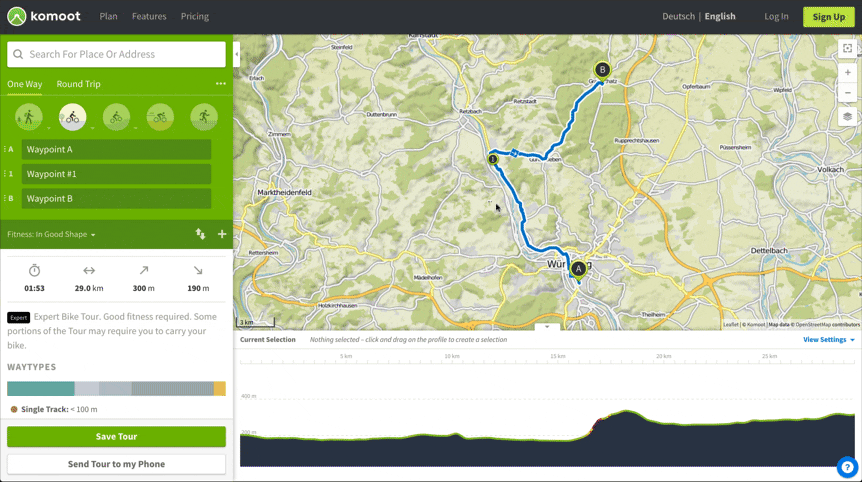 komoot
Plan
Features
Pricing
Deutsch | English
Log In
Sign Up
Search For Place Or Address
One Way
Round Trip
A
Waypoint A
1
Waypoint #1
B
Waypoint B
Fitness: In Good Shape
01:53
29.0 km
300 m
190 m
Expert
Expert Bike Tour. Good fitness required. Some
portions of the Tour may require you to carry your
bike.
WAYTYPES
Single Track: < 100 m
Save Tour
Send Tour to my Phone
Steinfeld
Erlach
Duttenbrunn
Zimmern
Marktheidenfeld
Rettersheim
Mädelhofen
Holzkirchhausen
Retzbach
Retzstadt
B
1
A
Opferbaum
Wipfeld
Rupprechtshausen
Püssensheim
Volkach
Dettelbach
Theilheim
3 km
Leaflet | © Komoot | Map data © OpenStreetMap contributors
Current Selection
Nothing selected – click and drag on the profile to create a selection
View Settings
5 km
10 km
15 km
20 km
25 km
400 m
200 m
?